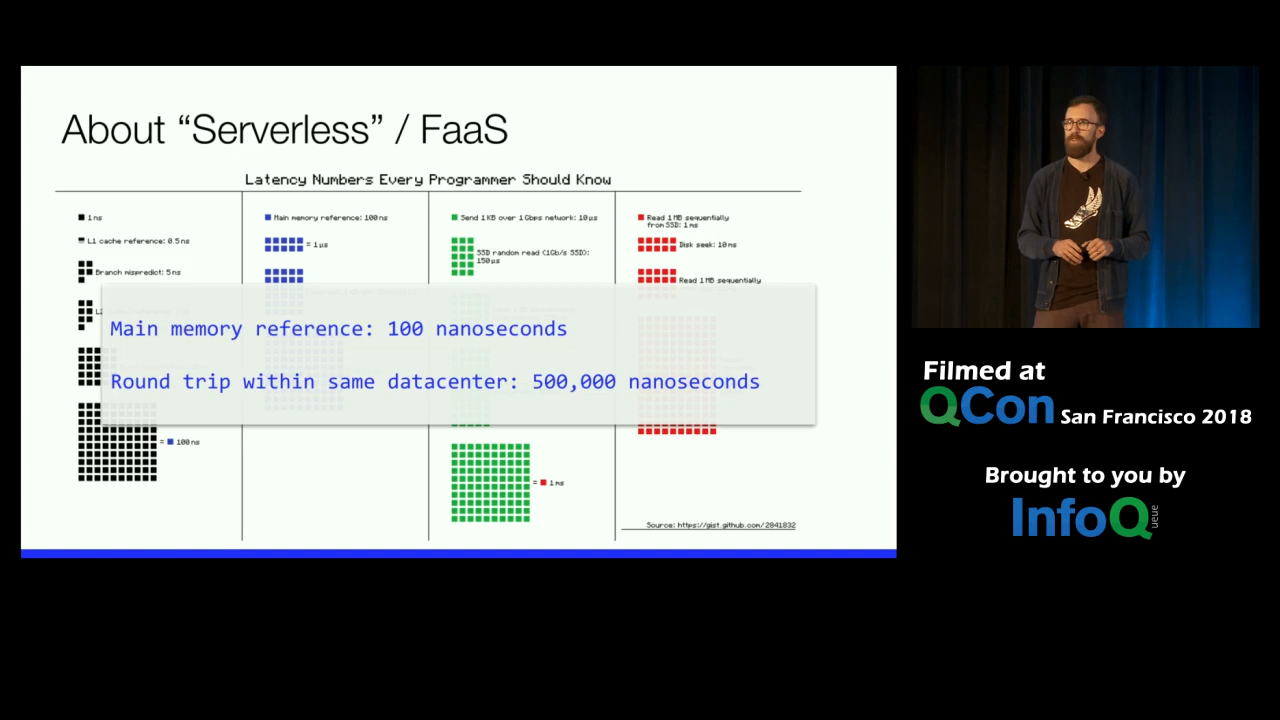 About “Serverless” / FaaS
Latency Numbers Every Programmer Should Know
1 ns
L1 cache reference: 0.5 ns
Branch mispredict: 5 ns
= 100 ns
Main memory reference: 100 ns
= 1 µs
Send 1 KB over 1 Gbps network: 10 µs
SSD random read (1Gb/s SSD):
150 µs
= 1 ms
Read 1 MB sequentially
from SSD: 1 ms
Disk seek: 10 ms
Read 1 MB sequentially
Main memory reference: 100 nanoseconds
Round trip within same datacenter: 500,000 nanoseconds
Source: https://gist.github.com/2841832
Filmed at
QCon San Francisco 2018
Brought to you by
InfoQ